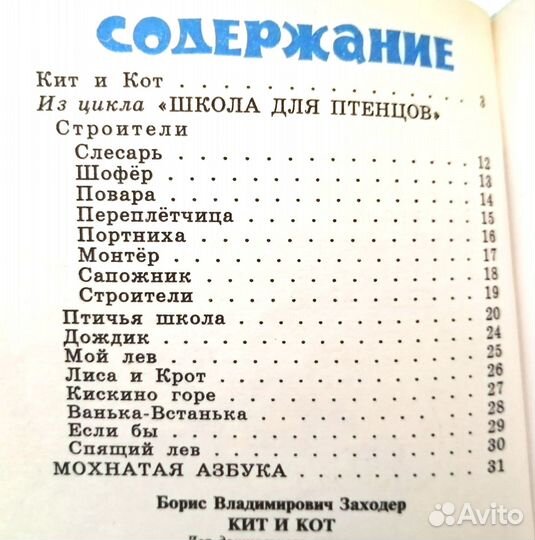 СОДЕРЖАНИЕ
Кит и Кот . . . . . . . . . . . . . . . 3
Из цикла «ШКОЛА ДЛЯ ПТЕНЦОВ»
Строители
Слесарь . . . . . . . . . . . . . . . 12
Шофёр . . . . . . . . . . . . . . . 13
Повара . . . . . . . . . . . . . . . 14
Переплётчица . . . . . . . . . . . . 15
Портниха . . . . . . . . . . . . . . 16
Монтёр . . . . . . . . . . . . . . . 17
Сапожник . . . . . . . . . . . . . . 18
Строители . . . . . . . . . . . . . . 19
Птичья школа . . . . . . . . . . . . 20
Дождик . . . . . . . . . . . . . . . 24
Мой лев . . . . . . . . . . . . . . . 25
Лиса и Крот . . . . . . . . . . . . . 26
Кискино горе . . . . . . . . . . . . 27
Ванька-Встанька . . . . . . . . . . 28
Если бы . . . . . . . . . . . . . . . 29
Спящий лев . . . . . . . . . . . . . 30
МОХНАТАЯ АЗБУКА . . . . . . . . . . 31
Борис Владимирович Заходер
КИТ И КОТ
Avito